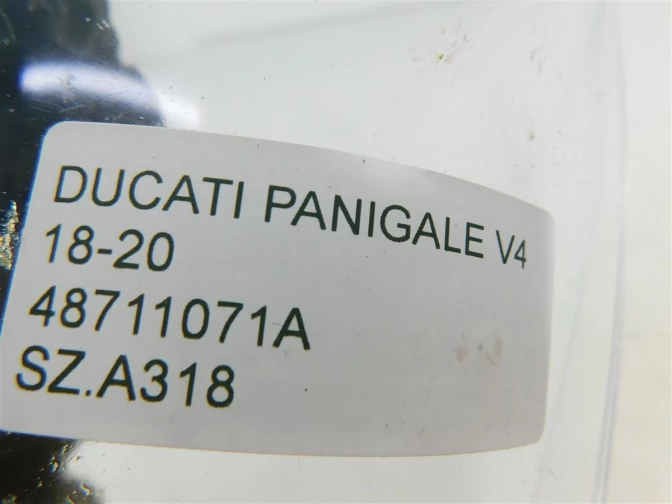 DUCATI PANIGALE V4
18-20
48711071A
SZ.A318